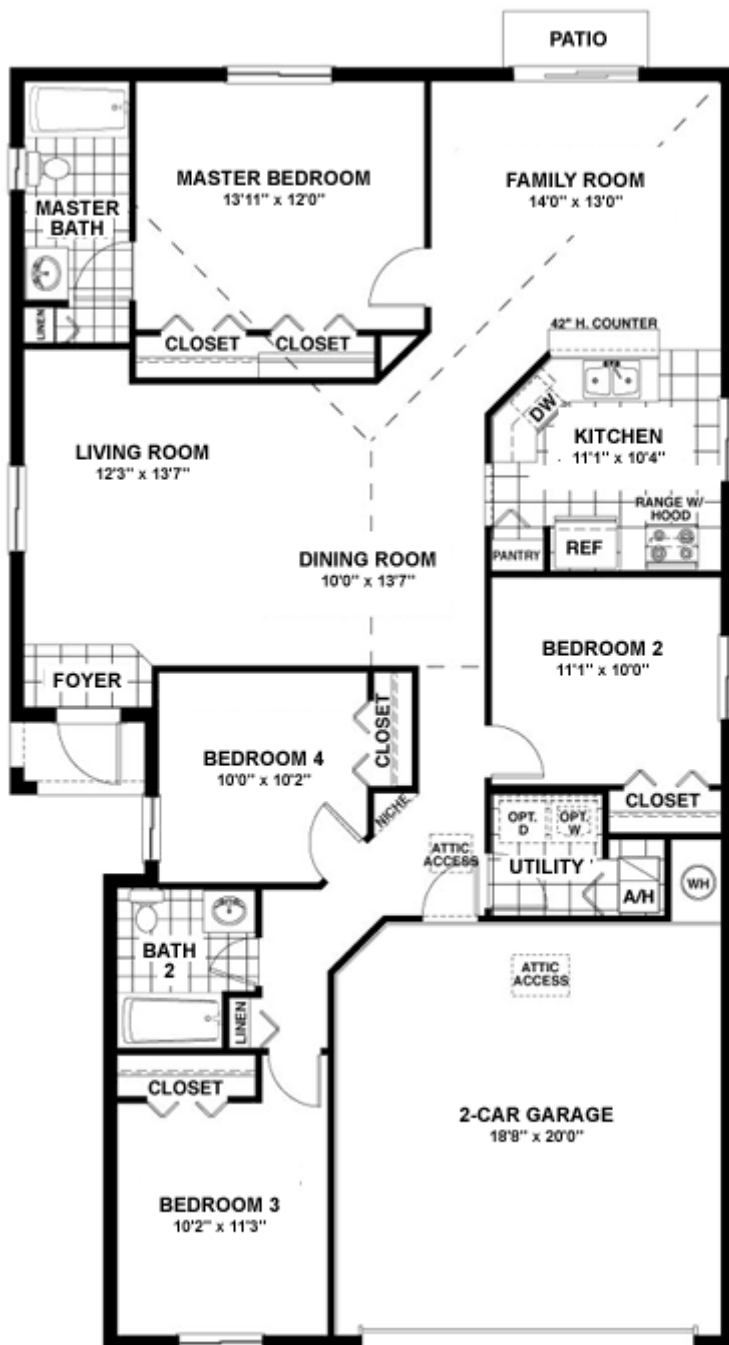 PATIO
MASTER BEDROOM
13'11" x 12'0"
FAMILY ROOM
14'0" x 13'0"
MASTER
BATH
LINEN
CLOSET
CLOSET
42" H. COUNTER
DW
KITCHEN
11'1" x 10'4"
LIVING ROOM
12'3" x 13'7"
RANGE W/
HOOD
DINING ROOM
10'0" x 13'7"
PANTRY
REF
BEDROOM 2
11'1" x 10'0"
FOYER
CLOSET
BEDROOM 4
10'0" x 10'2"
NICHE
CLOSET
OPT.
D
OPT.
W
ATTIC
ACCESS
UTILITY
A/H
WH
BATH
2
LINEN
ATTIC
ACCESS
CLOSET
2-CAR GARAGE
18'8" x 20'0"
BEDROOM 3
10'2" x 11'3"